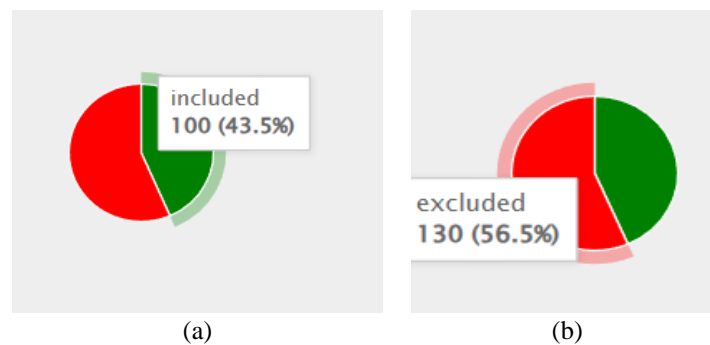 included
100 (43.5%)
excluded
130 (56.5%)
(a)
(b)